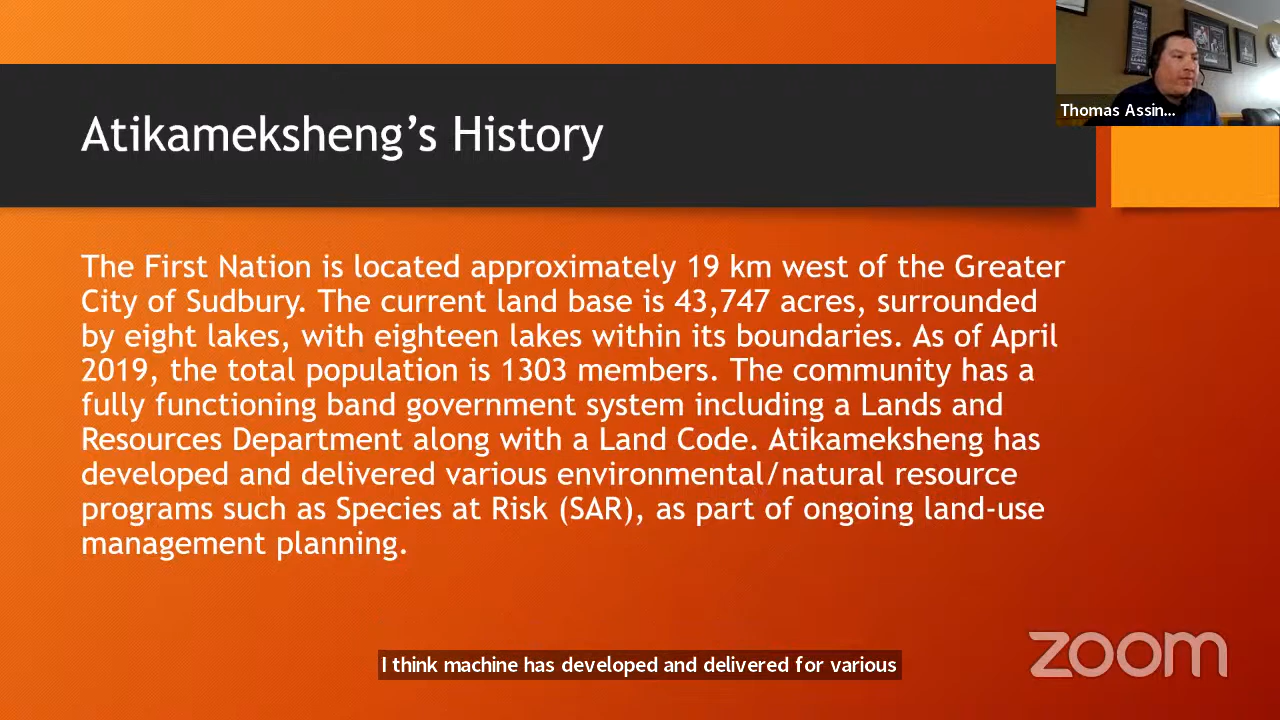 Thomas Assin...
Atikameksheng’s History
The First Nation is located approximately 19 km west of the Greater
City of Sudbury. The current land base is 43,747 acres, surrounded
by eight lakes, with eighteen lakes within its boundaries. As of April
2019, the total population is 1303 members. The community has a
fully functioning band government system including a Lands and
Resources Department along with a Land Code. Atikameksheng has
developed and delivered various environmental/natural resource
programs such as Species at Risk (SAR), as part of ongoing land-use
management planning.
I think machine has developed and delivered for various
zoom